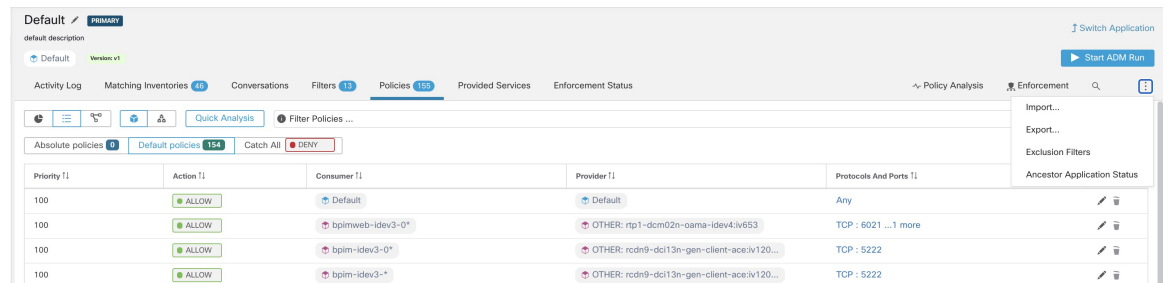 Default PRIMARY
default description
Switch Application
Default Version: v1
Start ADM Run
Activity Log Matching Inventories 46 Conversations Filters 13 Policies 155 Provided Services Enforcement Status Policy Analysis Enforcement
Import...
Quick Analysis Filter Policies ...
Export...
Absolute policies 0 Default policies 154 Catch All DENY
Exclusion Filters
Ancestor Application Status
Priority ↑↓ Action ↑↓ Consumer ↑↓ Provider ↑↓ Protocols And Ports ↑↓
100 ALLOW Default Default Any
100 ALLOW bpimweb-idev3-0* OTHER: rtp1-dcm02n-oama-idev4:iv653 TCP : 6021 ...1 more
100 ALLOW bpim-idev3-0* OTHER: rcdn9-dci13n-gen-client-ace:iv120... TCP : 5222
100 ALLOW bpim-idev3-* OTHER: rcdn9-dci13n-gen-client-ace:iv120... TCP : 5222